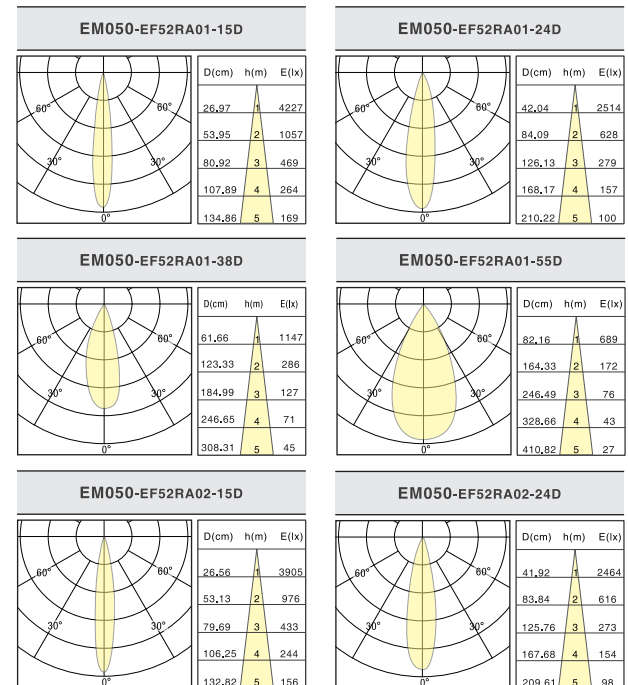 EM050-EF52RA01-15D
D(cm) h(m) E(lx)
26.97 1 4227
53.95 2 1057
80.92 3 469
107.89 4 264
134.86 5 169
60° 60°
30° 30°
0°
EM050-EF52RA01-24D
D(cm) h(m) E(lx)
42.04 1 2514
84.09 2 628
126.13 3 279
168.17 4 157
210.22 5 100
60° 60°
30° 30°
0°
EM050-EF52RA01-38D
D(cm) h(m) E(lx)
61.66 1 1147
123.33 2 286
184.99 3 127
246.65 4 71
308.31 5 45
60° 60°
30° 30°
0°
EM050-EF52RA01-55D
D(cm) h(m) E(lx)
82.16 1 689
164.33 2 172
246.49 3 76
328.66 4 43
410.82 5 27
60° 60°
30° 30°
0°
EM050-EF52RA02-15D
D(cm) h(m) E(lx)
26.56 1 3905
53.13 2 976
79.69 3 433
106.25 4 244
132.82 5 156
60° 60°
30° 30°
0°
EM050-EF52RA02-24D
D(cm) h(m) E(lx)
41.92 1 2464
83.84 2 616
125.76 3 273
167.68 4 154
209.61 5 98
60° 60°
30° 30°
0°